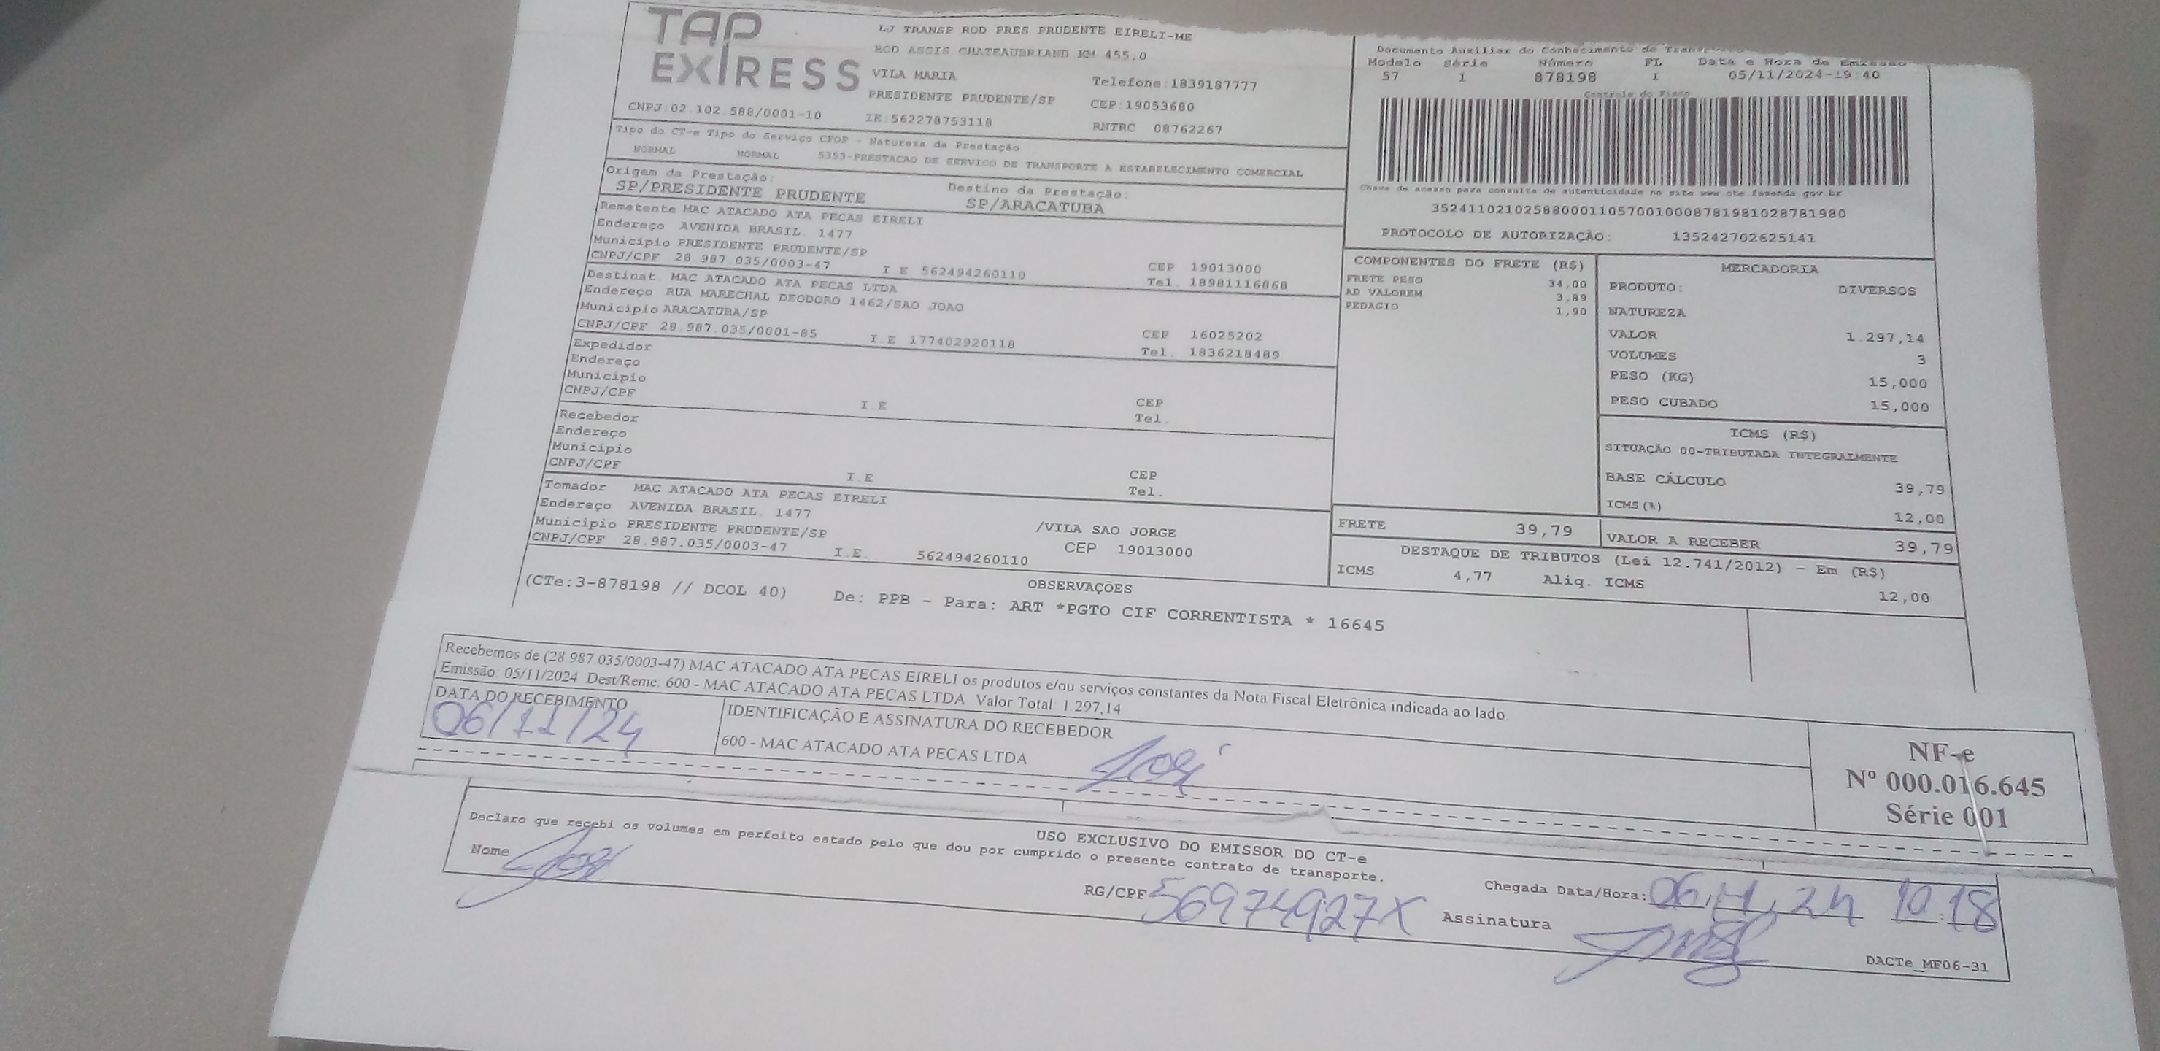 TAP
EXIRESS
LJ TRANSP ROD PRES PRUDENTE EIRELI-ME
ROD ASSIS CHATEAUBRIAND KM 455,0
VILA MARIA
Telefone:1839187777
PRESIDENTE PRUDENTE/SP
CEP:19053680
CNPJ:02.102.588/0001-10
IE:562278753118
RNTRC 08762267
Tipo do CT-e Tipo do Serviço CFOP - Natureza da Prestação
NORMAL NORMAL 5353-PRESTACAO DE SERVICO DE TRANSPORTE A ESTABELECIMENTO COMERCIAL
Origem da Prestação:
SP/PRESIDENTE PRUDENTE
Destino da Prestação:
SP/ARACATUBA
Remetente MAC ATACADO ATA PECAS EIRELI
Endereço AVENIDA BRASIL. 1477
Município PRESIDENTE PRUDENTE/SP
CEP 19013000
CNPJ/CPF 28.987.035/0003-47 I.E 562494260110 Tel. 18981116868
Destinat. MAC ATACADO ATA PECAS LTDA
Endereço RUA MARECHAL DEODORO 1462/SAO JOAO
Município ARACATUBA/SP
CEP 16025202
CNPJ/CPF 28.987.035/0001-85 I.E 177402920118 Tel. 1836218489
Expedidor
Endereço
Município
CEP
CNPJ/CPF I.E Tel.
Recebedor
Endereço
Município
CEP
CNPJ/CPF I.E Tel.
Tomador MAC ATACADO ATA PECAS EIRELI
Endereço AVENIDA BRASIL. 1477
/VILA SAO JORGE
Município PRESIDENTE PRUDENTE/SP
CEP 19013000
CNPJ/CPF 28.987.035/0003-47 I.E. 562494260110
Documento Auxiliar do Conhecimento de
Modelo Série Número FL Data e Hora de Emissão
57 1 878198 1 05/11/2024-19:40
Controle do Fisco
Chave de acesso para consulta de autenticidade no site www.cte.fazenda.gov.br
35241102102588000110570010008781981028781980
PROTOCOLO DE AUTORIZAÇÃO: 135242702625141
COMPONENTES DO FRETE (R$)
FRETE PESO 34,00
AD VALOREM 3,89
PEDAGIO 1,90
MERCADORIA
PRODUTO: DIVERSOS
NATUREZA
VALOR 1.297,14
VOLUMES 3
PESO (KG) 15,000
PESO CUBADO 15,000
ICMS (R$)
SITUAÇÃO 00-TRIBUTADA INTEGRALMENTE
BASE CÁLCULO 39,79
ICMS(%) 12,00
FRETE 39,79
VALOR A RECEBER 39,79
DESTAQUE DE TRIBUTOS (Lei 12.741/2012) - Em (R$)
ICMS 4,77 Aliq. ICMS 12,00
OBSERVAÇÕES
(CTe:3-878198 // DCOL 40) De: PPB - Para: ART *PGTO CIF CORRENTISTA * 16645
Recebemos de (28.987.035/0003-47) MAC ATACADO ATA PECAS EIRELI os produtos e/ou serviços constantes da Nota Fiscal Eletrônica indicada ao lado.
Emissão: 05/11/2024 Dest/Reme: 600 - MAC ATACADO ATA PECAS LTDA Valor Total: 1.297,14
DATA DO RECEBIMENTO
06/11/24
IDENTIFICAÇÃO E ASSINATURA DO RECEBEDOR
600 - MAC ATACADO ATA PECAS LTDA
NF-e
Nº 000.016.645
Série 001
USO EXCLUSIVO DO EMISSOR DO CT-e
Declaro que recebi os volumes em perfeito estado pelo que dou por cumprido o presente contrato de transporte.
Nome
RG/CPF 56974927X
Chegada Data/Hora: 06/11/24 10:18
Assinatura
DACTe_MF06-31